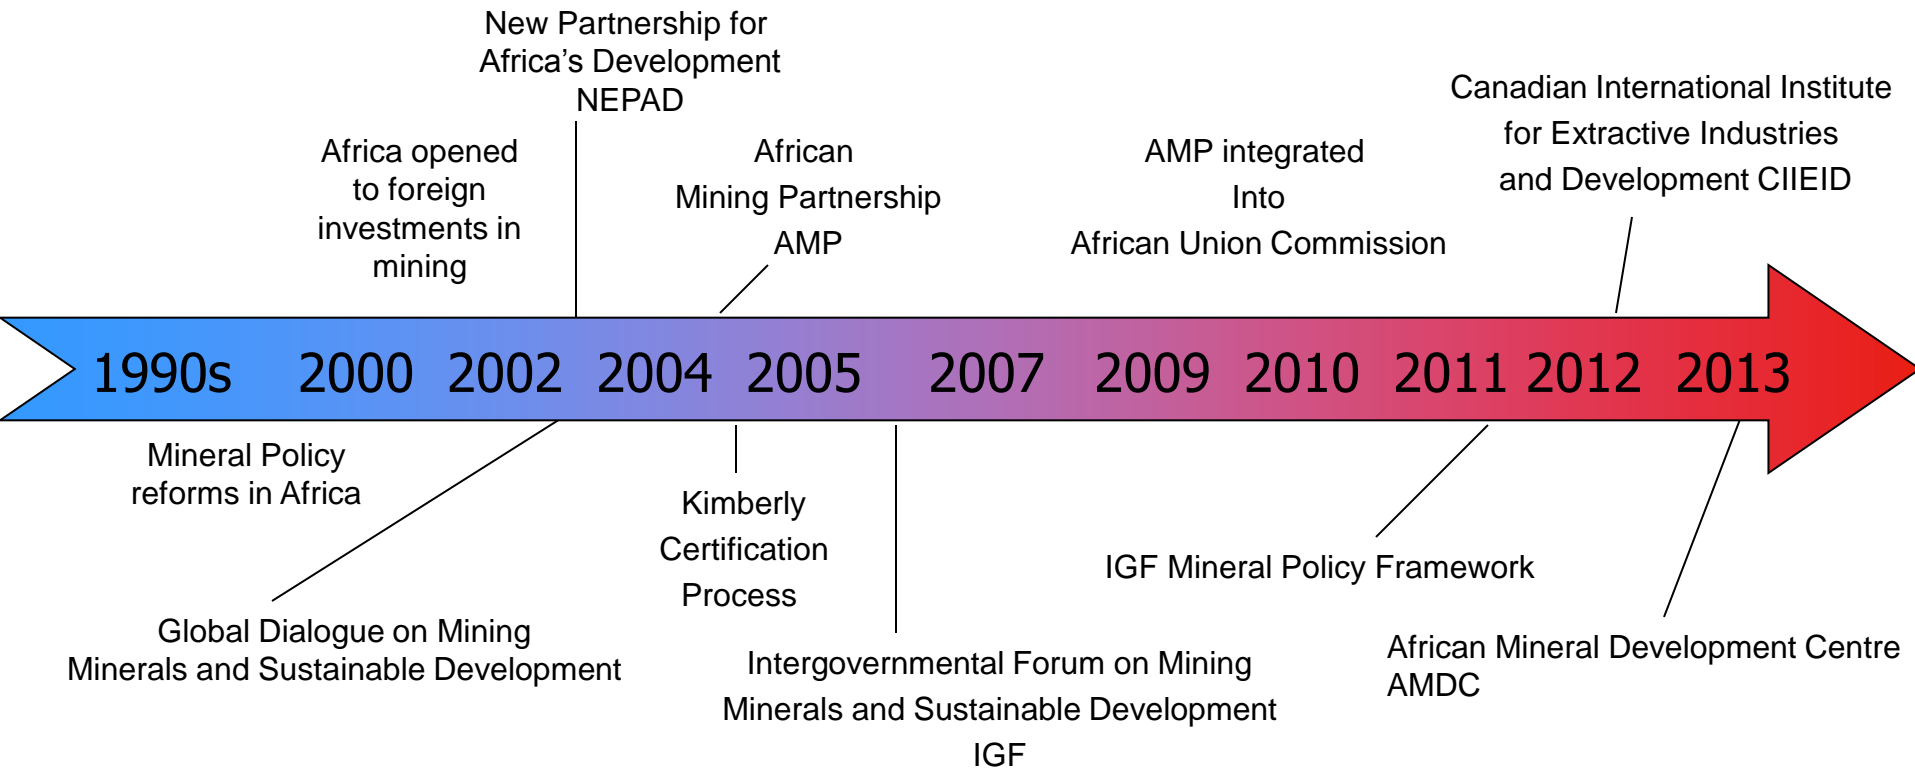 New Partnership for
Africa’s Development
NEPAD
Africa opened
to foreign
investments in
mining
African
Mining Partnership
AMP
AMP integrated
Into
African Union Commission
Canadian International Institute
for Extractive Industries
and Development CIIEID
1990s 2000 2002 2004 2005 2007 2009 2010 2011 2012 2013
Mineral Policy
reforms in Africa
Global Dialogue on Mining
Minerals and Sustainable Development
Kimberly
Certification
Process
Intergovernmental Forum on Mining
Minerals and Sustainable Development
IGF
IGF Mineral Policy Framework
African Mineral Development Centre
AMDC